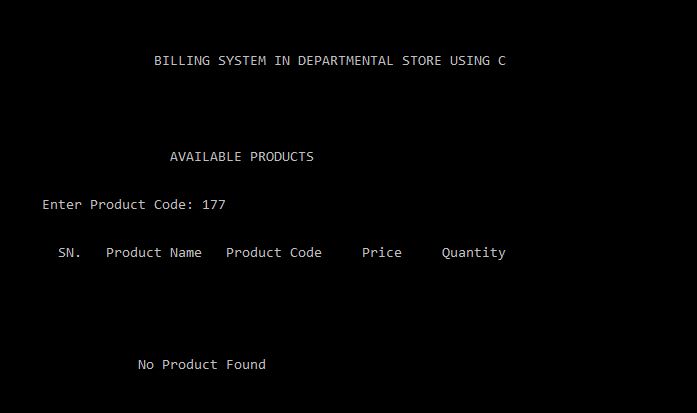 BILLING SYSTEM IN DEPARTMENTAL STORE USING C
AVAILABLE PRODUCTS
Enter Product Code: 177
SN. Product Name Product Code Price Quantity
No Product Found